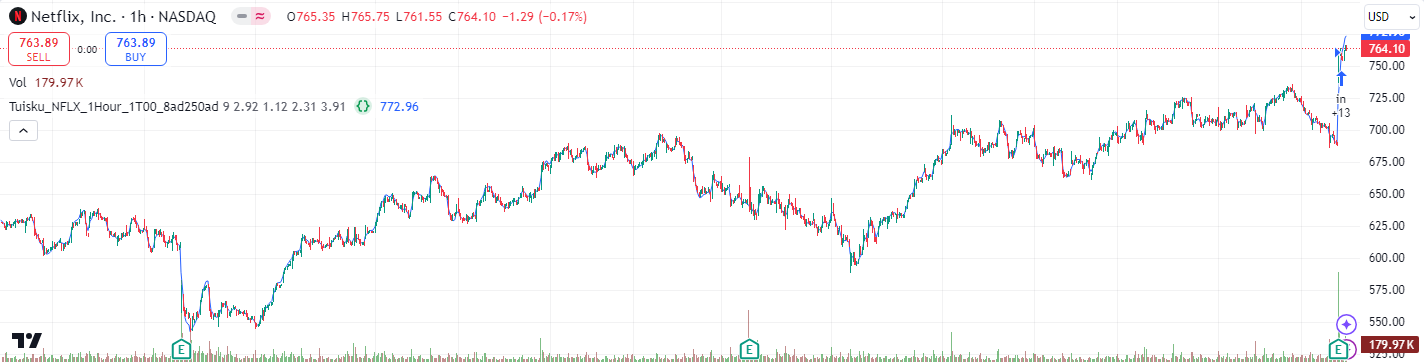 Netflix, Inc. · 1h · NASDAQ O765.35 H765.75 L761.55 C764.10 −1.29 (−0.17%)
USD
763.89 SELL 0.00 763.89 BUY
764.10
Vol 179.97K
750.00
Tuisku_NFLX_1Hour_1T00_8ad250ad 9 2.92 1.12 2.31 3.91 {} 772.96
725.00
in
+13
700.00
675.00
650.00
625.00
600.00
575.00
550.00
E
E
E
179.97K